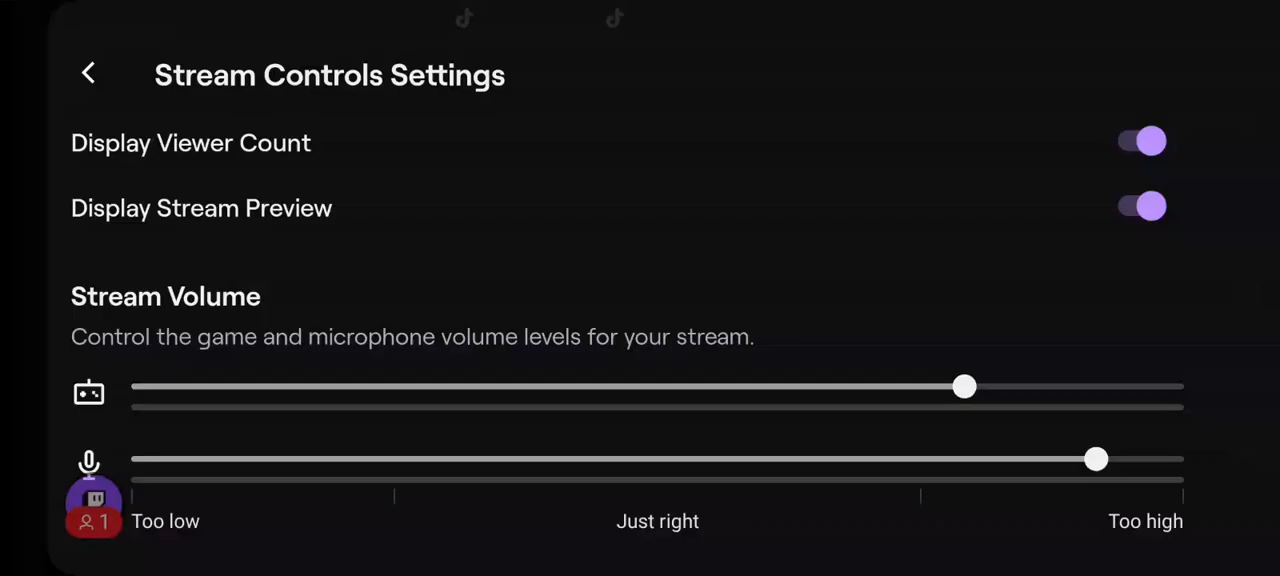 Stream Controls Settings
Display Viewer Count
Display Stream Preview
Stream Volume
Control the game and microphone volume levels for your stream.
1
Too low Just right Too high